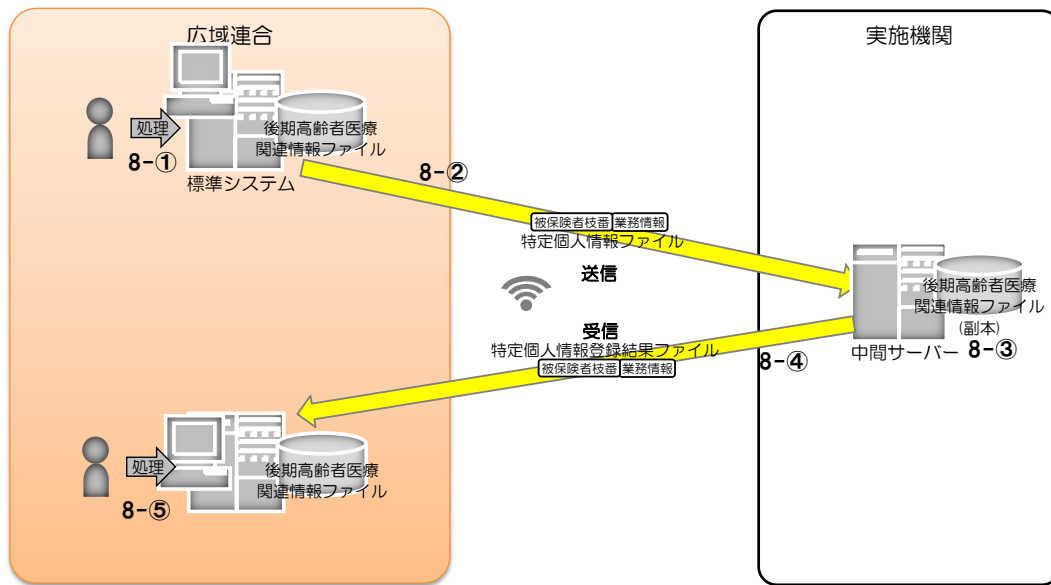 広域連合
実施機関
処理
8-①
後期高齢者医療
関連情報ファイル
標準システム
8-②
被保険者枝番 業務情報
特定個人情報ファイル
送信
後期高齢者医療
関連情報ファイル
(副本)
中間サーバー 8-③
受信
特定個人情報登録結果ファイル
被保険者枝番 業務情報
8-④
処理
8-⑤
後期高齢者医療
関連情報ファイル